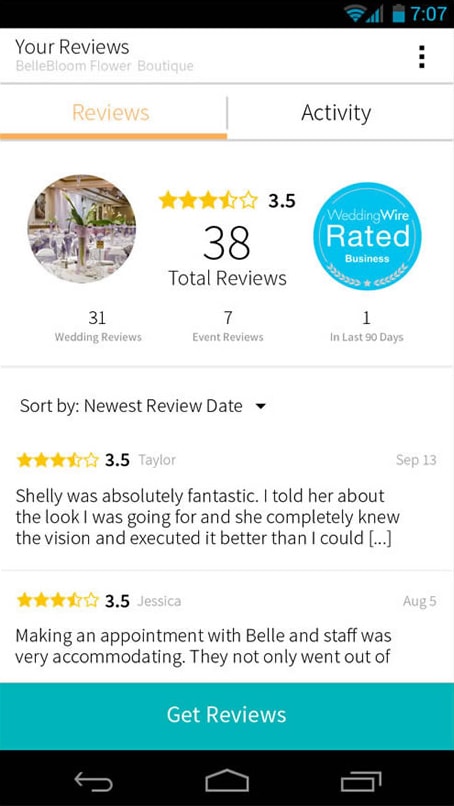 7:07
Your Reviews
BelleBloom Flower Boutique
Reviews
Activity
3.5
38
Total Reviews
WeddingWire
Rated
Business
31
Wedding Reviews
7
Event Reviews
1
In Last 90 Days
Sort by: Newest Review Date
3.5 Taylor Sep 13
Shelly was absolutely fantastic. I told her about
the look I was going for and she completely knew
the vision and executed it better than I could [...]
3.5 Jessica Aug 5
Making an appointment with Belle and staff was
very accommodating. They not only went out of
Get Reviews